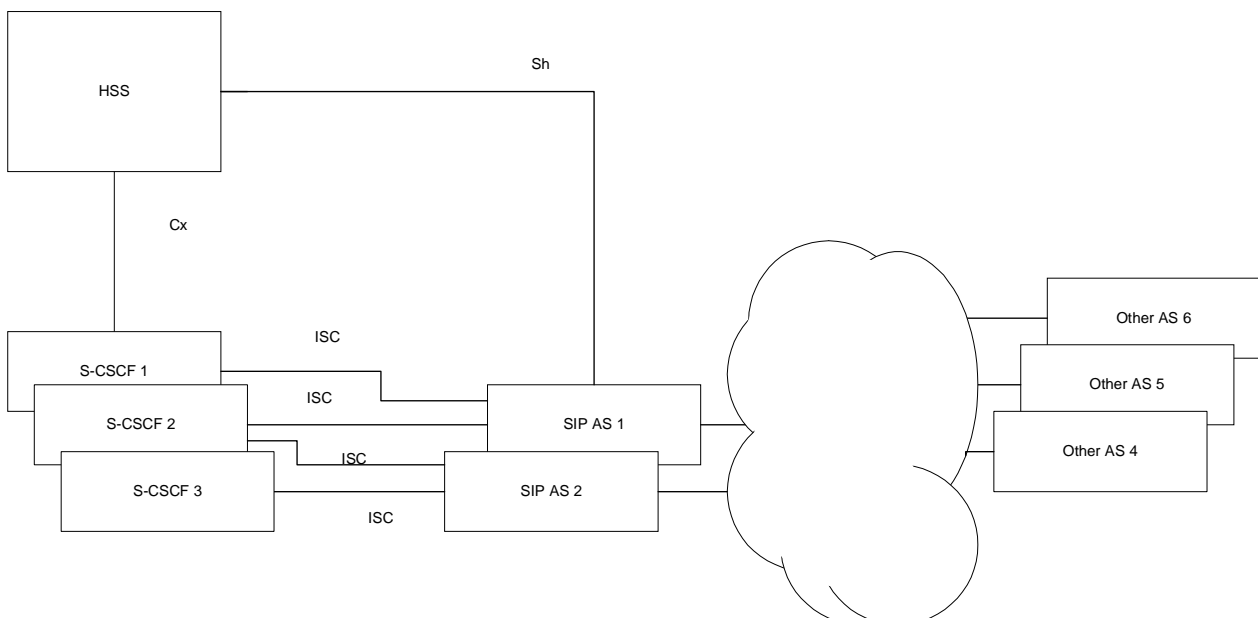 Sh
HSS
Cx
ISC
S-CSCF 1
ISC
S-CSCF 2
SIP AS 1
ISC
S-CSCF 3
SIP AS 2
ISC
Other AS 6
Other AS 5
Other AS 4